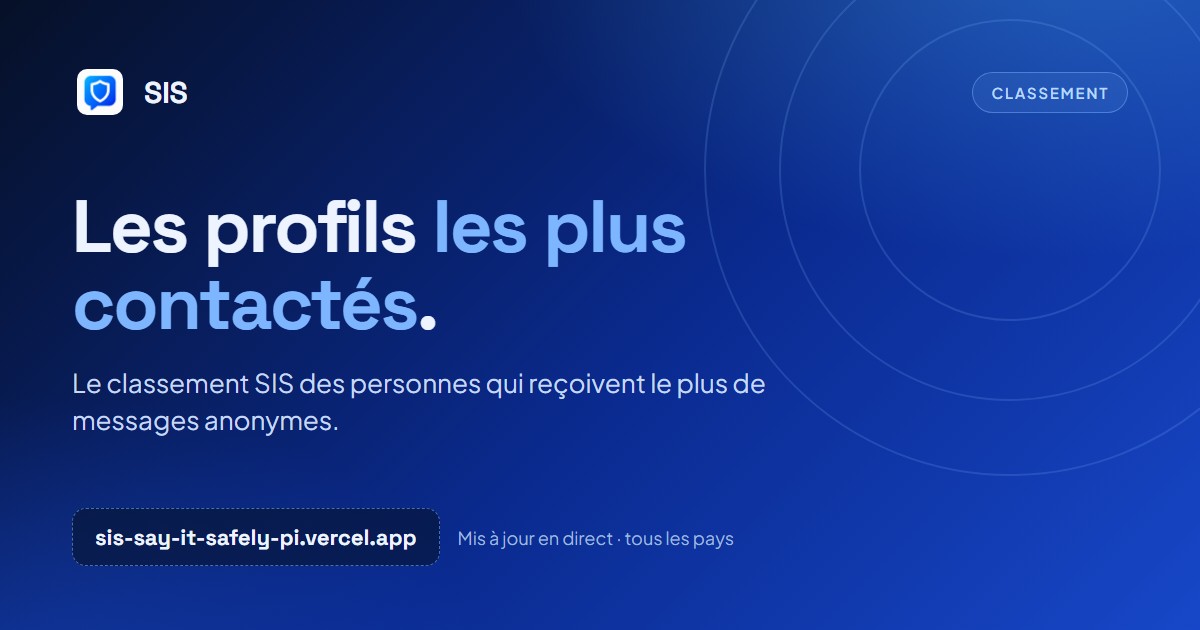 SIS
CLASSEMENT
Les profils les plus
contactés.
Le classement SIS des personnes qui reçoivent le plus de
messages anonymes.
sis-say-it-safely-pi.vercel.app
Mis à jour en direct · tous les pays